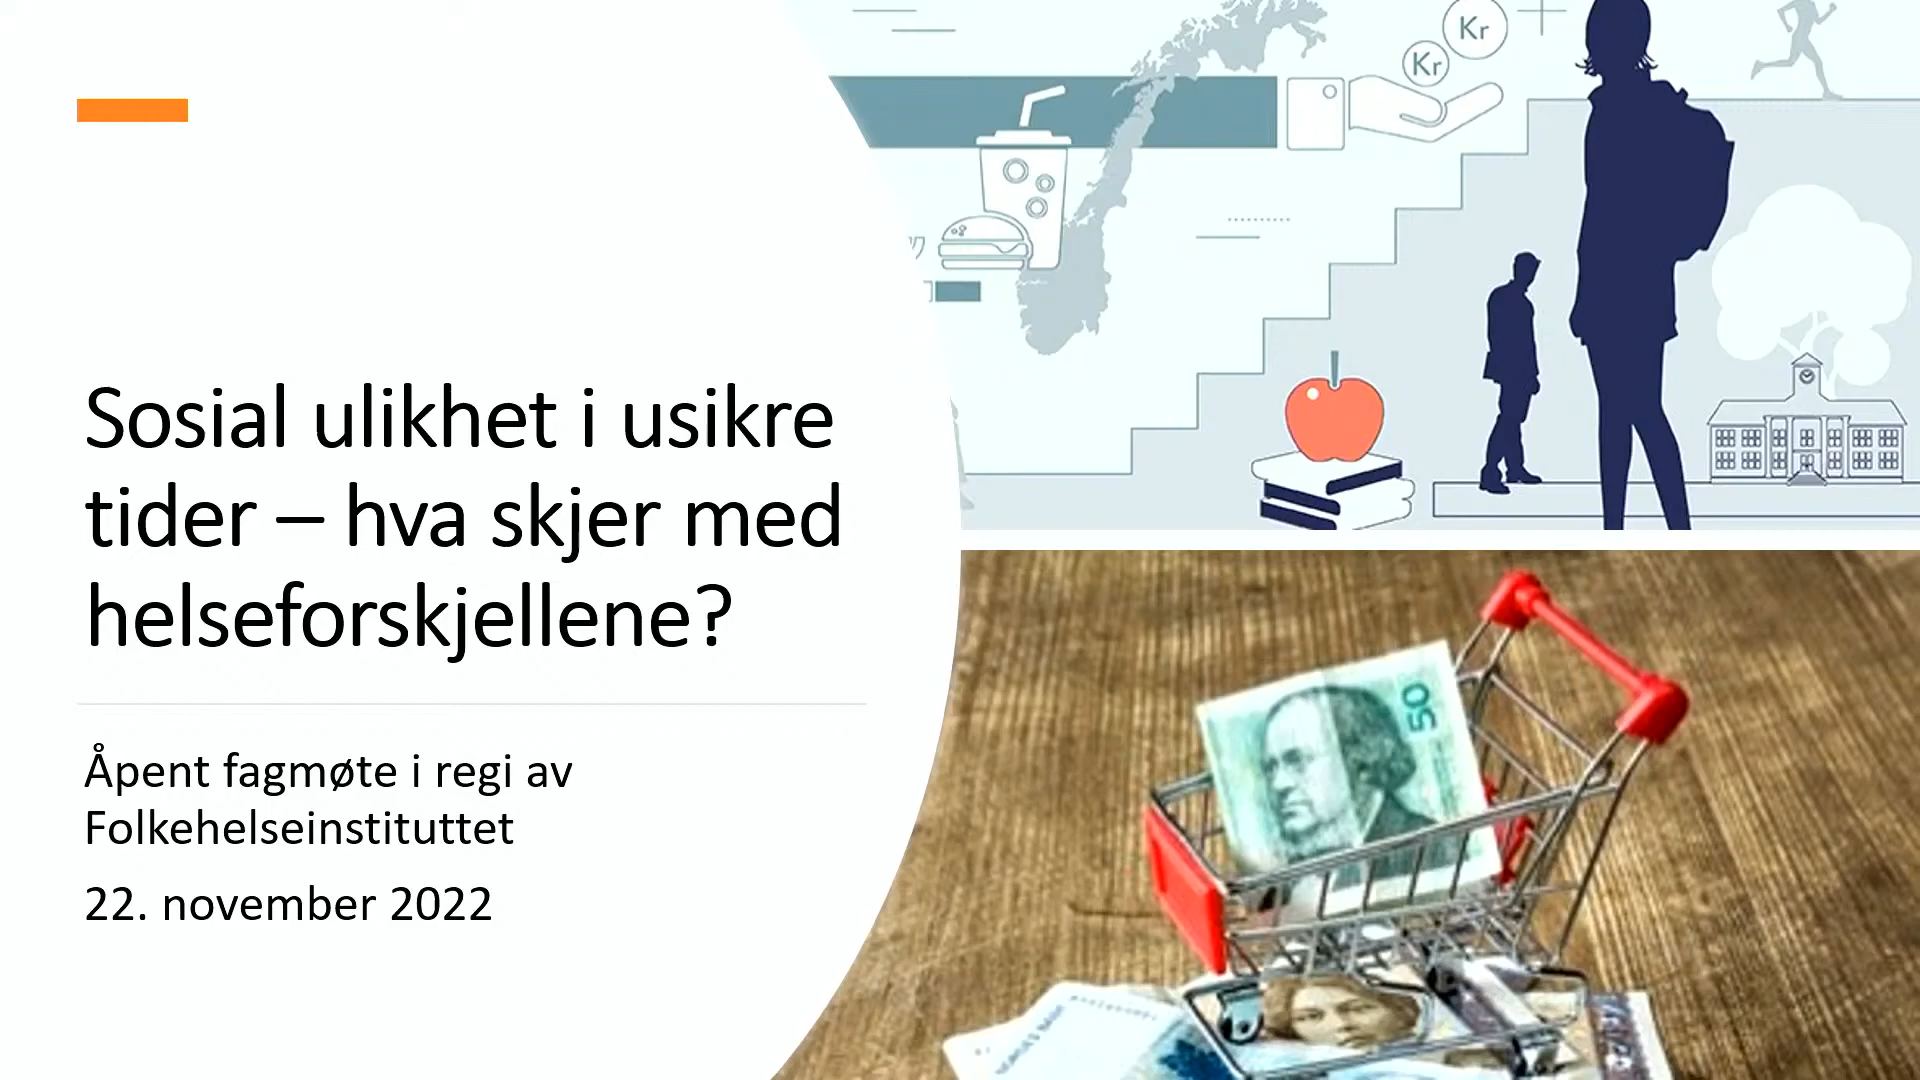 Sosial ulikhet i usikre
tider – hva skjer med
helseforskjellene?
Åpent fagmøte i regi av
Folkehelseinstituttet
22. november 2022
Kr
Kr
50